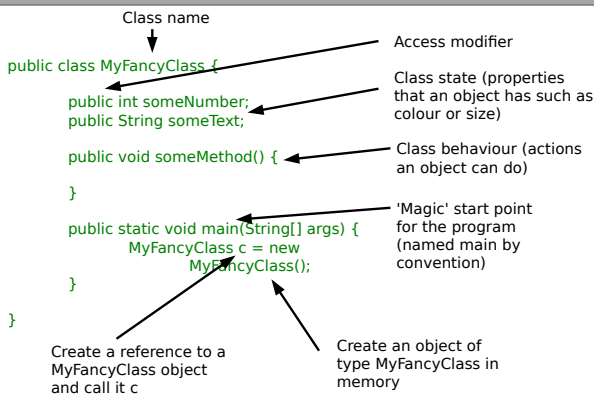 Class name
public class MyFancyClass {
Access modifier
public int someNumber;
public String someText;
Class state (properties
that an object has such as
colour or size)
public void someMethod() {
}
Class behaviour (actions
an object can do)
public static void main(String[] args) {
MyFancyClass c = new
MyFancyClass();
}
'Magic' start point
for the program
(named main by
convention)
}
Create a reference to a
MyFancyClass object
and call it c
Create an object of
type MyFancyClass in
memory